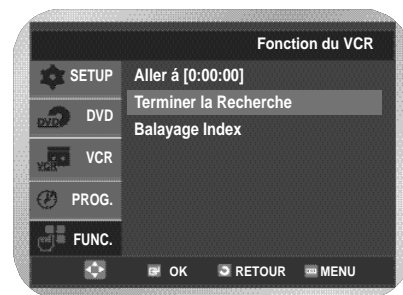 Fonction du VCR
SETUP
Aller á [0:00:00]
Terminer la Recherche
DVD
Balayage Index
VCR
PROG.
FUNC.
OK RETOUR MENU